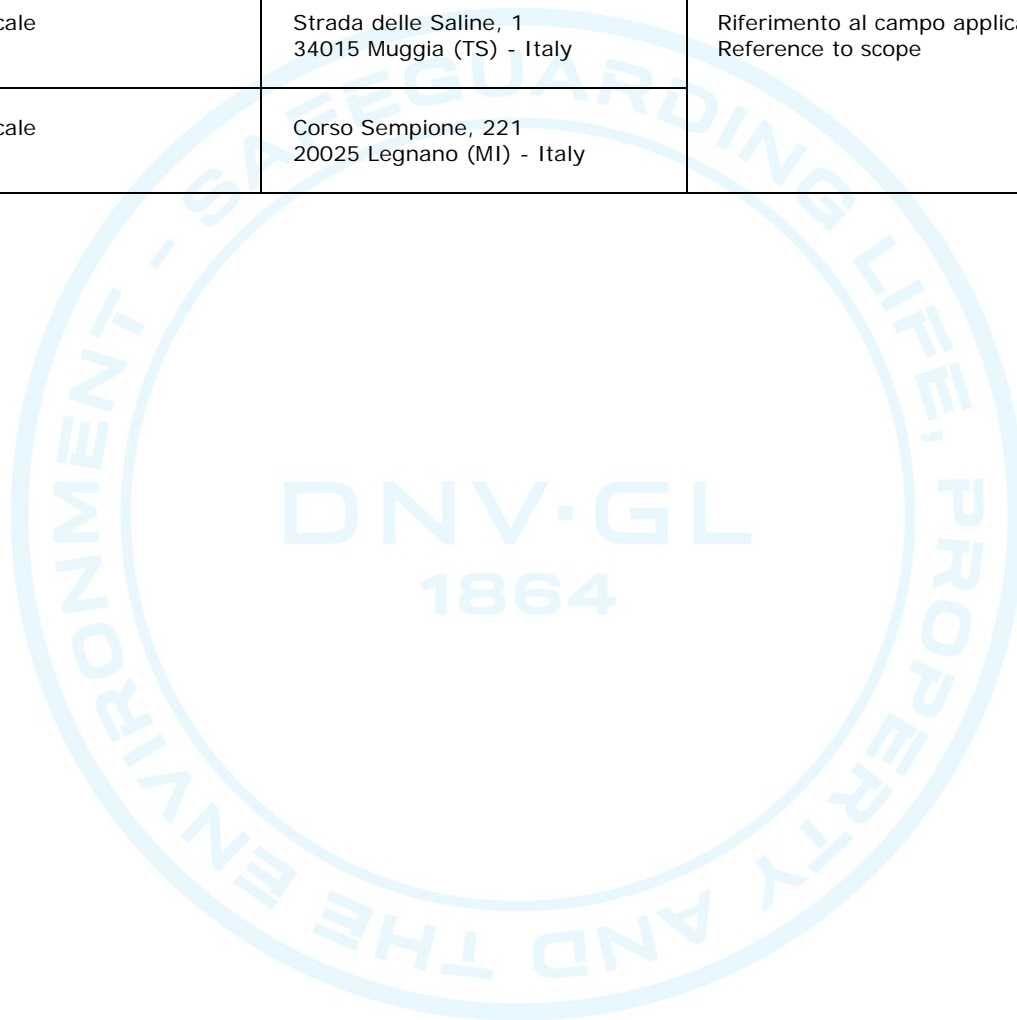 cale
Strada delle Saline, 1
34015 Muggia (TS) - Italy
Riferimento al campo applica
Reference to scope
cale
Corso Sempione, 221
20025 Legnano (MI) - Italy
SAFEGUARDING LIFE, PROPERTY AND THE ENVIRONMENT -
DNV·GL
1864